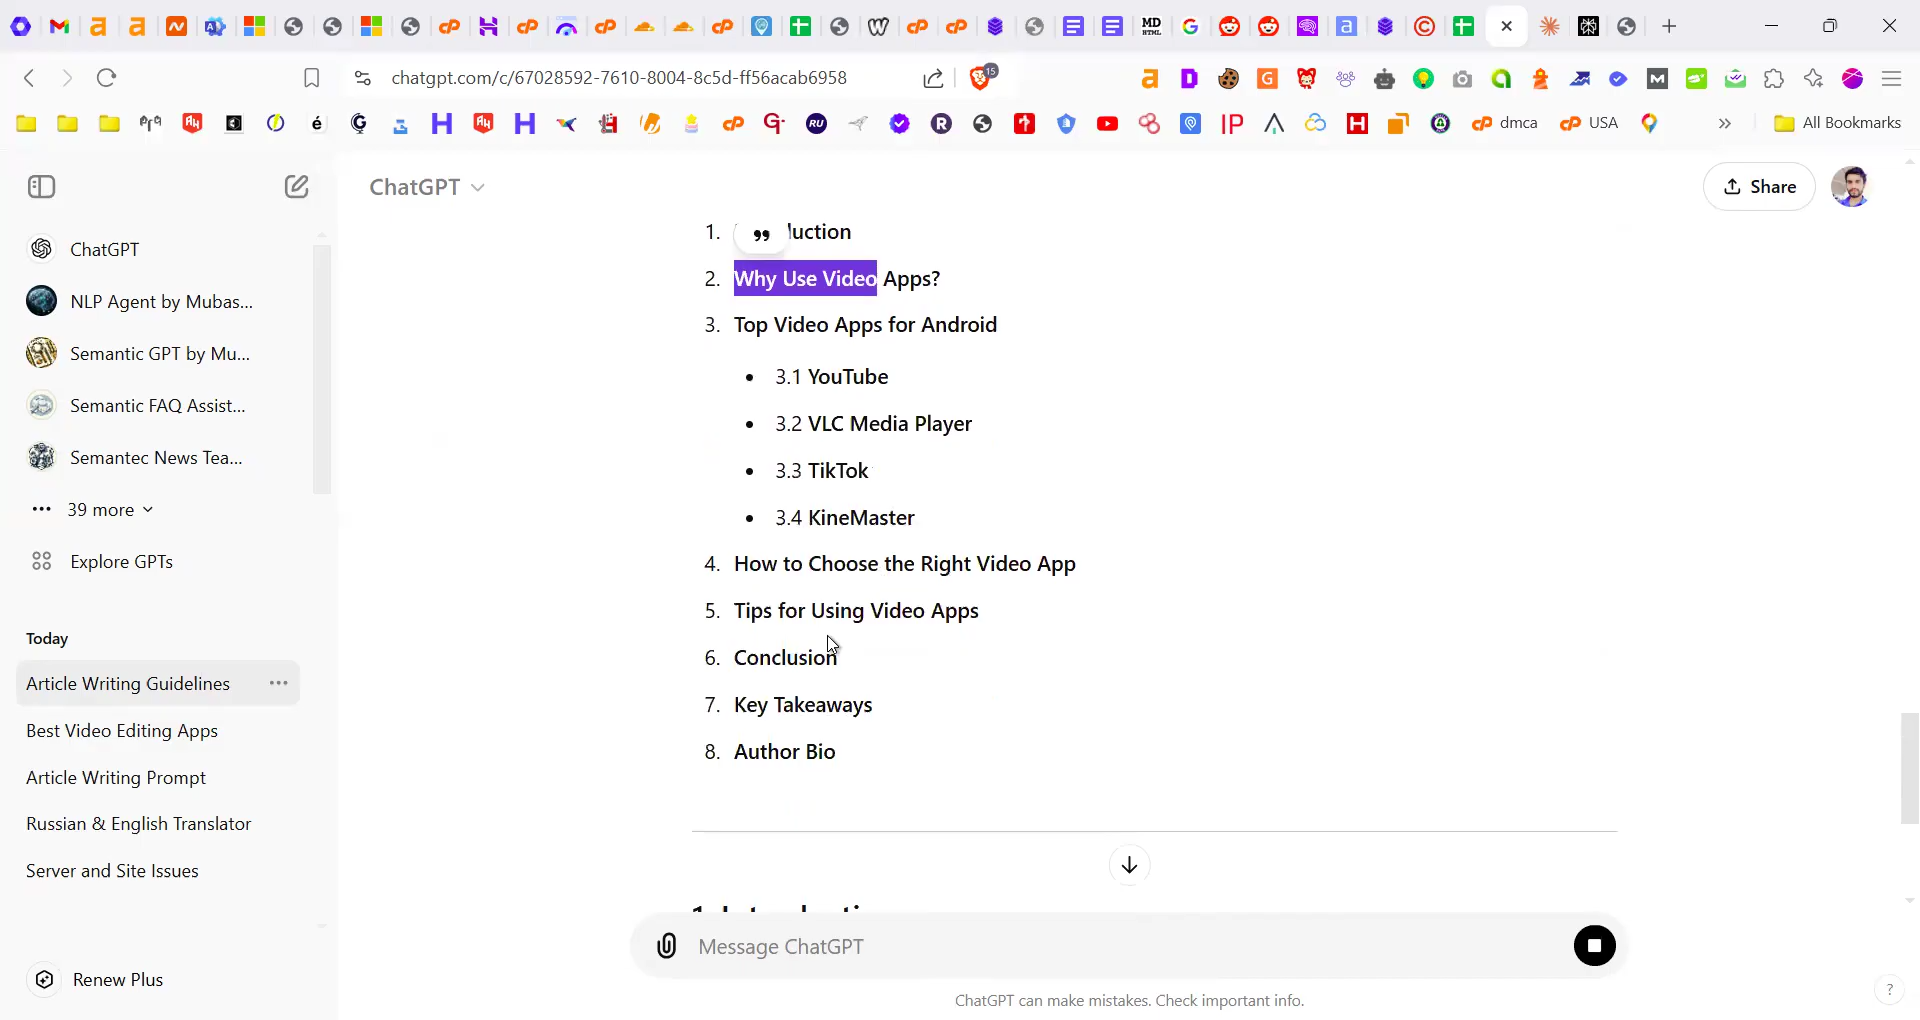 MD
HTML
chatgpt.com/c/67028592-7610-8004-8c5d-ff56acab6958
15
dmca
USA
All Bookmarks
ChatGPT
Share
ChatGPT
NLP Agent by Mubas...
Semantic GPT by Mu...
Semantic FAQ Assist...
Semantec News Tea...
39 more
Explore GPTs
Today
Article Writing Guidelines
Best Video Editing Apps
Article Writing Prompt
Russian & English Translator
Server and Site Issues
Renew Plus
1. luction
2. Why Use Video Apps?
3. Top Video Apps for Android
• 3.1 YouTube
• 3.2 VLC Media Player
• 3.3 TikTok
• 3.4 KineMaster
4. How to Choose the Right Video App
5. Tips for Using Video Apps
6. Conclusion
7. Key Takeaways
8. Author Bio
Message ChatGPT
ChatGPT can make mistakes. Check important info.
?